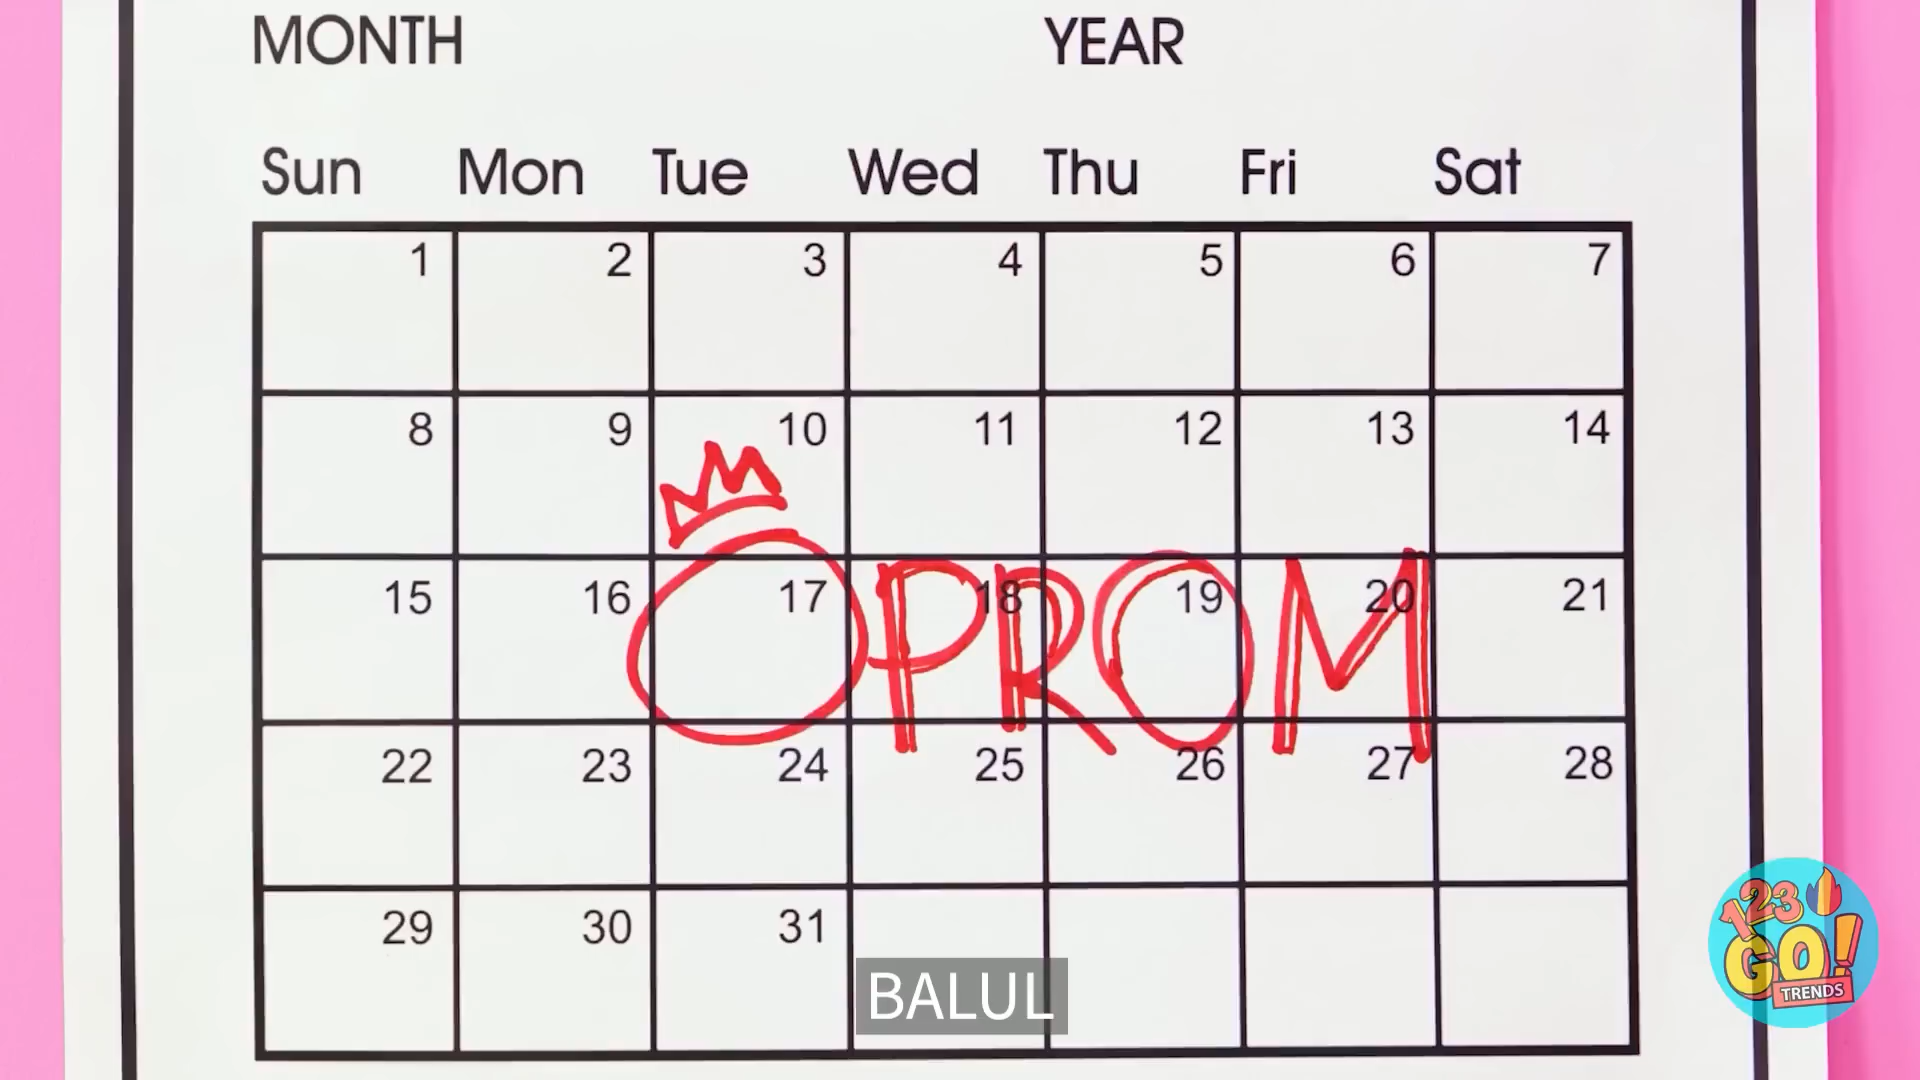 MONTH YEAR
Sun Mon Tue Wed Thu Fri Sat
1 2 3 4 5 6 7
8 9 10 11 12 13 14
15 16 17 18 19 20 21
PROM
22 23 24 25 26 27 28
29 30 31
BALUL
123
GO!
TRENDS